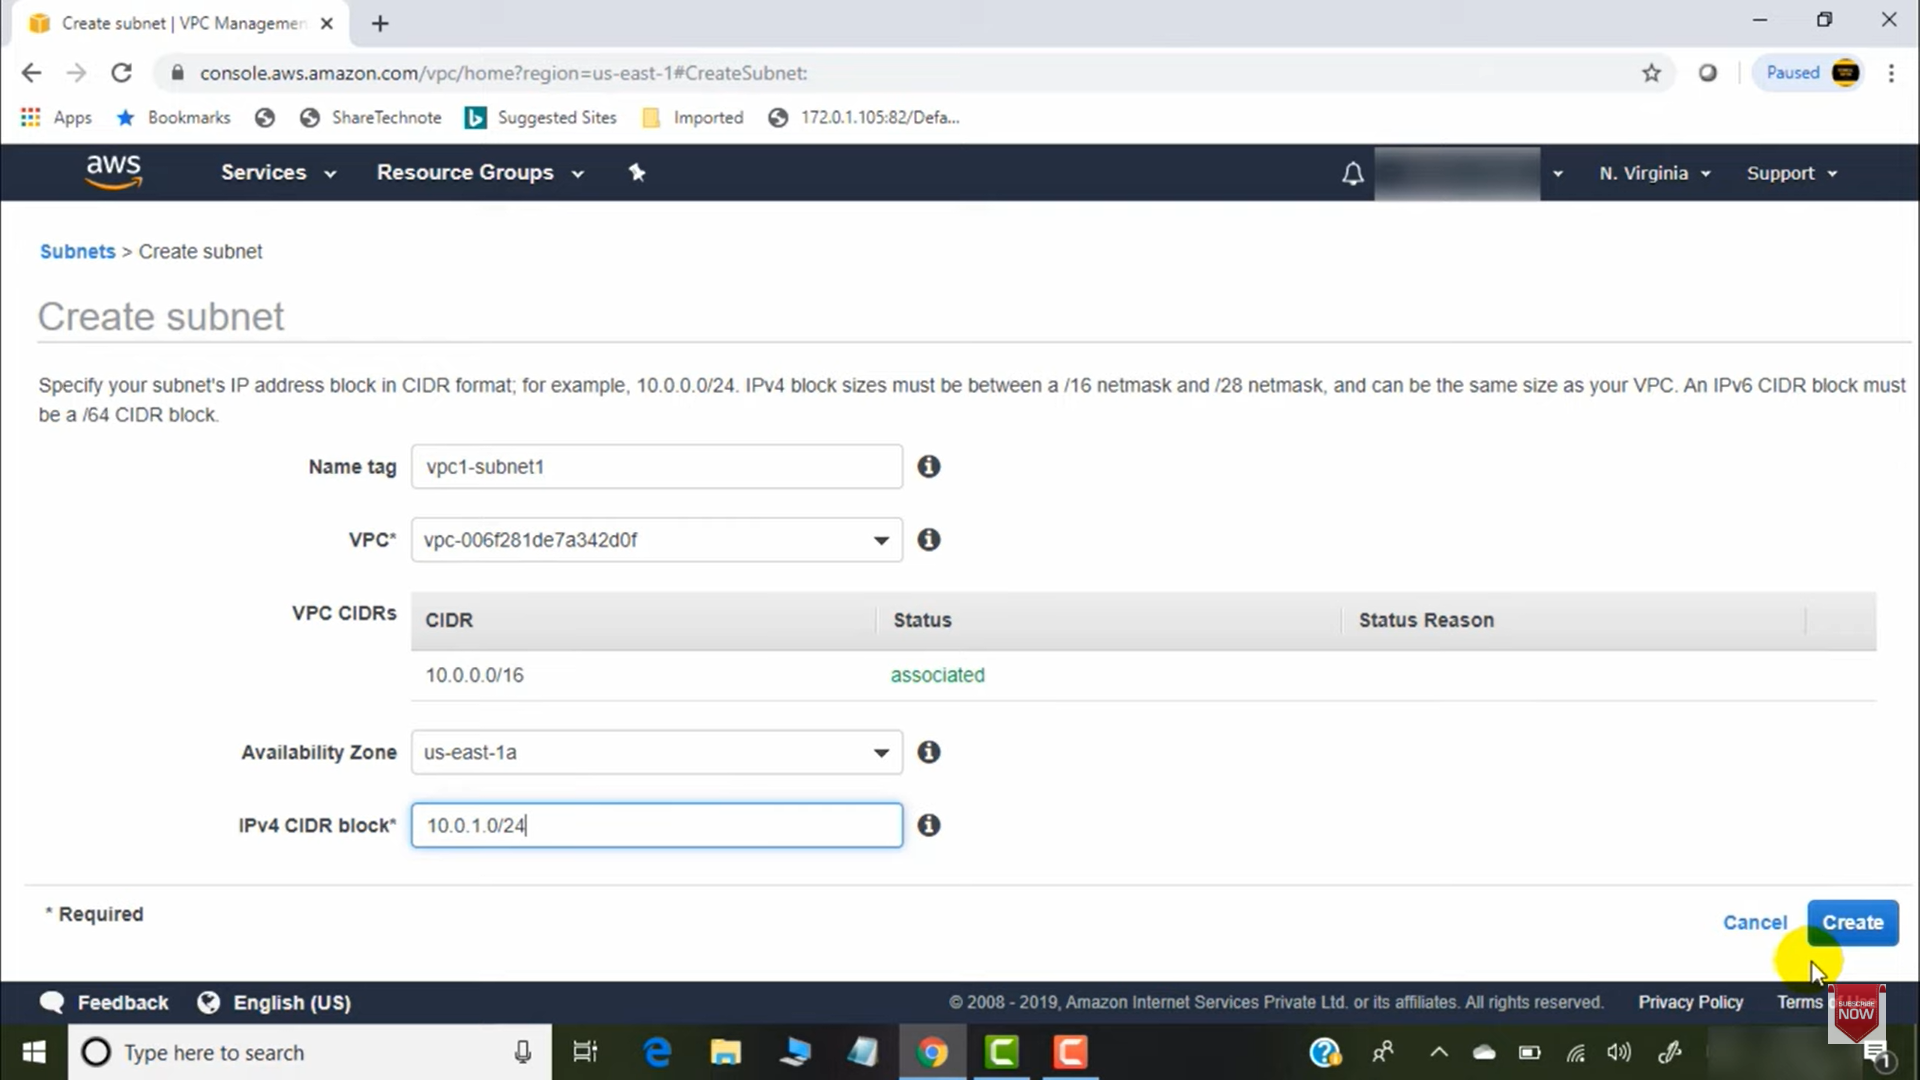 Create subnet | VPC Managemen
console.aws.amazon.com/vpc/home?region=us-east-1#CreateSubnet:
Paused
Apps
Bookmarks
ShareTechnote
Suggested Sites
Imported
172.0.1.105:82/Defa...
aws
Services
Resource Groups
N. Virginia
Support
Subnets > Create subnet
Create subnet
Specify your subnet's IP address block in CIDR format; for example, 10.0.0.0/24. IPv4 block sizes must be between a /16 netmask and /28 netmask, and can be the same size as your VPC. An IPv6 CIDR block must
be a /64 CIDR block.
Name tag
vpc1-subnet1
VPC*
vpc-006f281de7a342d0f
VPC CIDRs
CIDR
Status
Status Reason
10.0.0.0/16
associated
Availability Zone
us-east-1a
IPv4 CIDR block*
10.0.1.0/24
* Required
Cancel
Create
Feedback
English (US)
© 2008 - 2019, Amazon Internet Services Private Ltd. or its affiliates. All rights reserved.
Privacy Policy
Terms
SUBSCRIBE
NOW
Type here to search
1